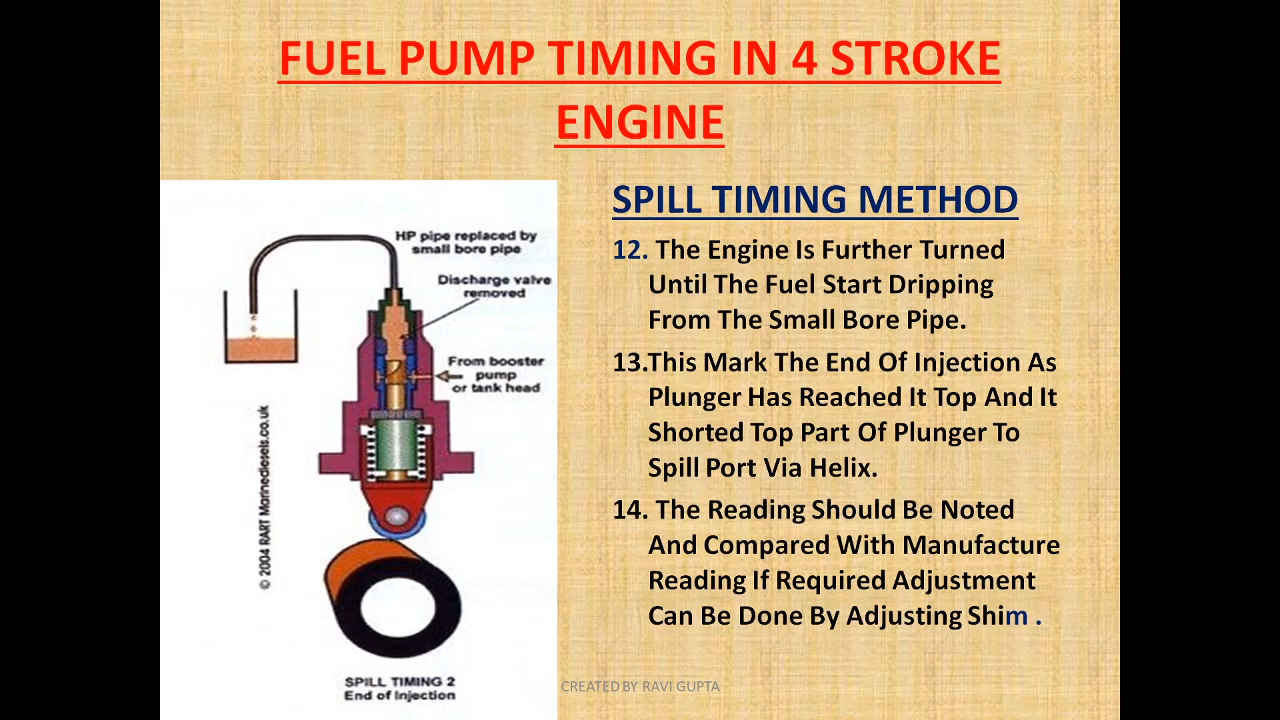 FUEL PUMP TIMING IN 4 STROKE
ENGINE
HP pipe replaced by
small bore pipe
Discharge valve
removed
From booster
pump
or tank head
© 2004 RART Marinediesels.co.uk
SPILL TIMING 2
End of Injection
SPILL TIMING METHOD
12. The Engine Is Further Turned
Until The Fuel Start Dripping
From The Small Bore Pipe.
13.This Mark The End Of Injection As
Plunger Has Reached It Top And It
Shorted Top Part Of Plunger To
Spill Port Via Helix.
14. The Reading Should Be Noted
And Compared With Manufacture
Reading If Required Adjustment
Can Be Done By Adjusting Shim .
CREATED BY RAVI GUPTA